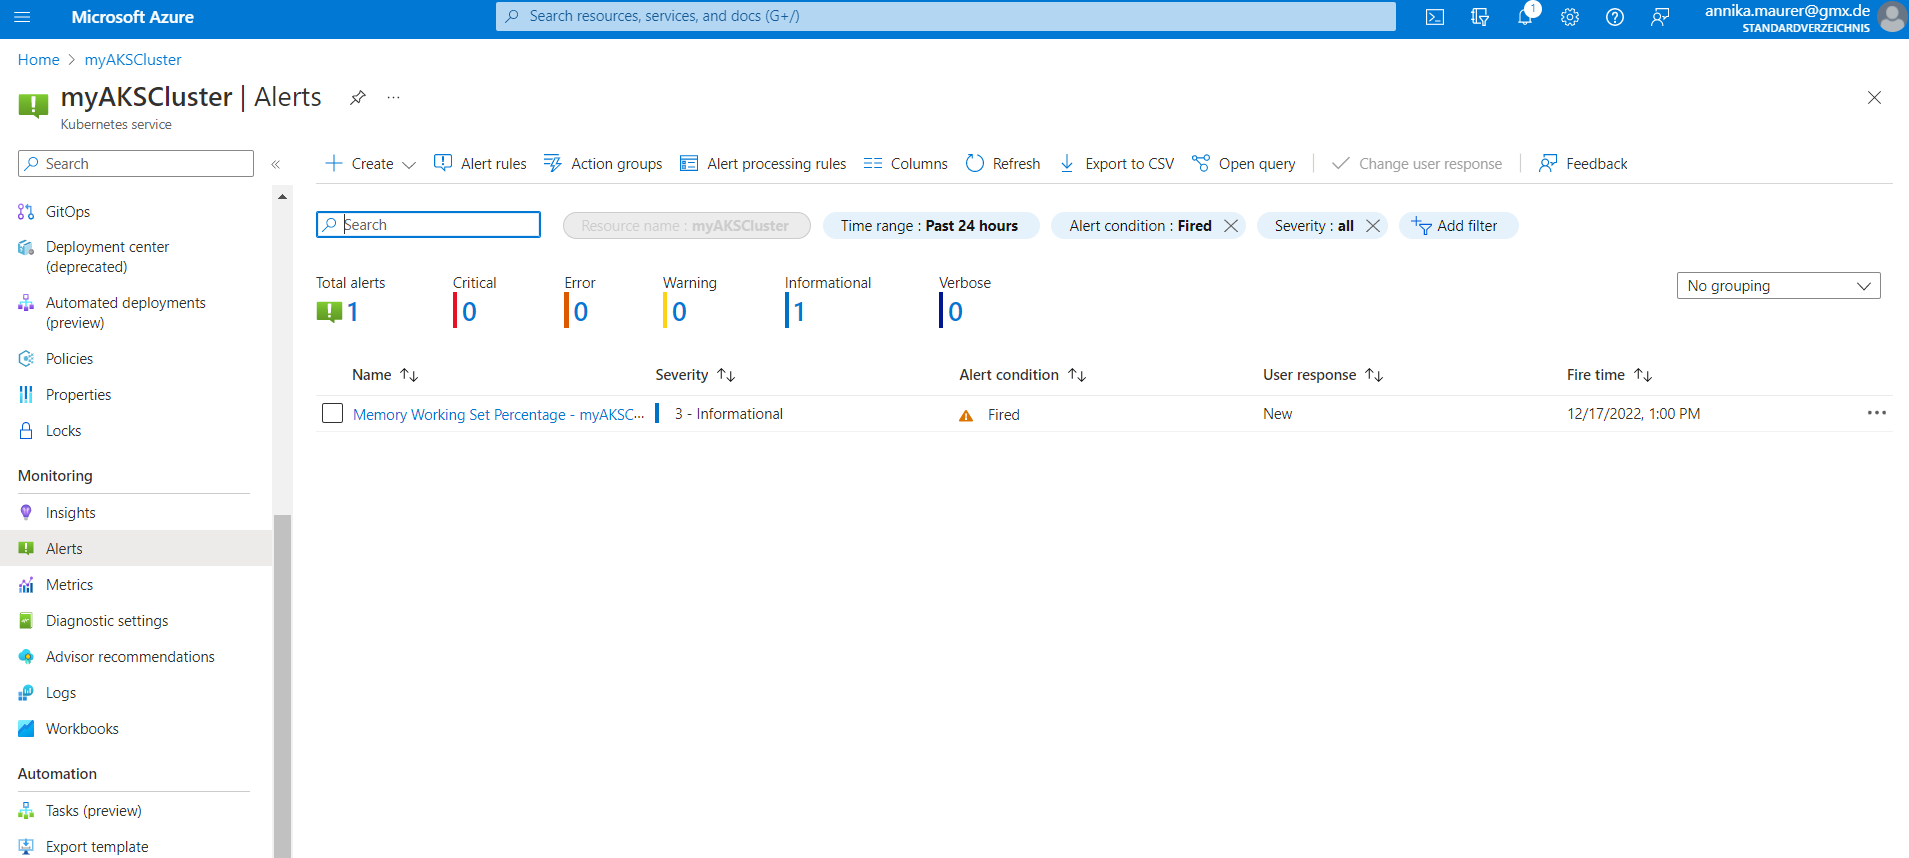 Microsoft Azure
Search resources, services, and docs (G+/)
1
annika.maurer@gmx.de
STANDARDVERZEICHNIS
Home > myAKSCluster
myAKSCluster | Alerts
...
Kubernetes service
Search
«
Create
Alert rules
Action groups
Alert processing rules
Columns
Refresh
Export to CSV
Open query
Change user response
Feedback
GitOps
Deployment center
(deprecated)
Automated deployments
(preview)
Policies
Properties
Locks
Monitoring
Insights
Alerts
Metrics
Diagnostic settings
Advisor recommendations
Logs
Workbooks
Automation
Tasks (preview)
Export template
Search
Resource name : myAKSCluster
Time range : Past 24 hours
Alert condition : Fired
Severity : all
Add filter
Total alerts
1
Critical
0
Error
0
Warning
0
Informational
1
Verbose
0
No grouping
Name
Severity
Alert condition
User response
Fire time
Memory Working Set Percentage - myAKSC...
3 - Informational
Fired
New
12/17/2022, 1:00 PM